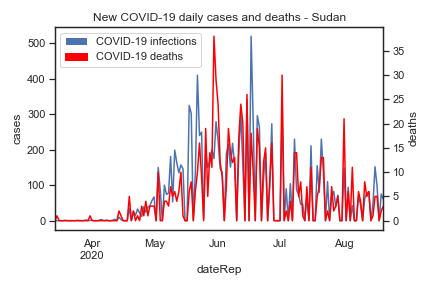 New COVID-19 daily cases and deaths - Sudan
COVID-19 infections
COVID-19 deaths
500
400
300
200
100
0
cases
35
30
25
20
15
10
5
0
deaths
Apr
2020
May
Jun
Jul
Aug
dateRep